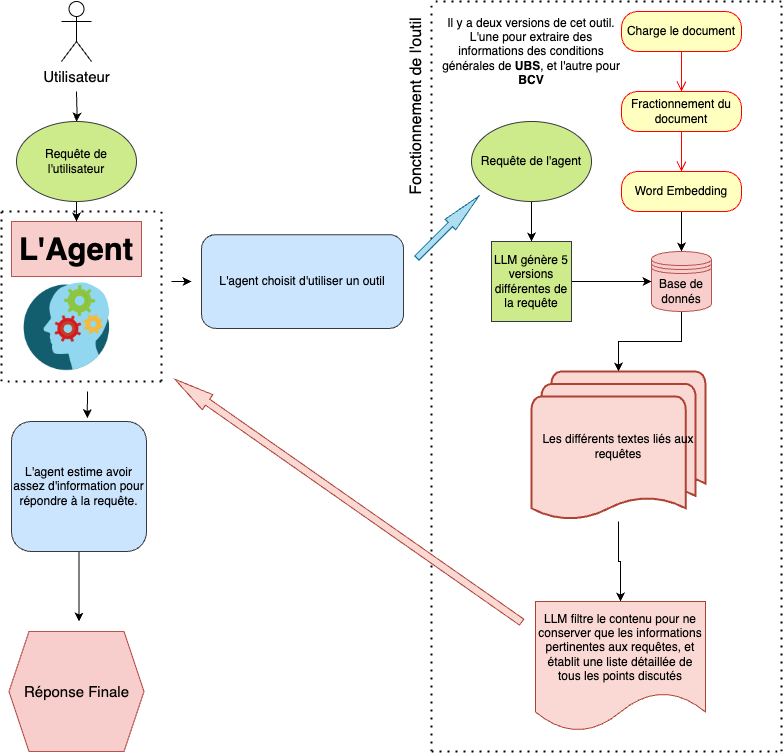 Utilisateur
Requête de
l'utilisateur
L'Agent
L'agent choisit d'utiliser un outil
L'agent estime avoir
assez d'information pour
répondre à la requête.
Réponse Finale
Fonctionnement de l'outil
Il y a deux versions de cet outil.
L'une pour extraire des
informations des conditions
générales de UBS, et l'autre pour
BCV
Charge le document
Fractionnement du
document
Word Embedding
Requête de l'agent
LLM génère 5
versions
différentes de
la requête
Base de
donnés
Les différents textes liés aux
requêtes
LLM filtre le contenu pour ne
conserver que les informations
pertinentes aux requêtes, et
établit une liste détaillée de
tous les points discutés